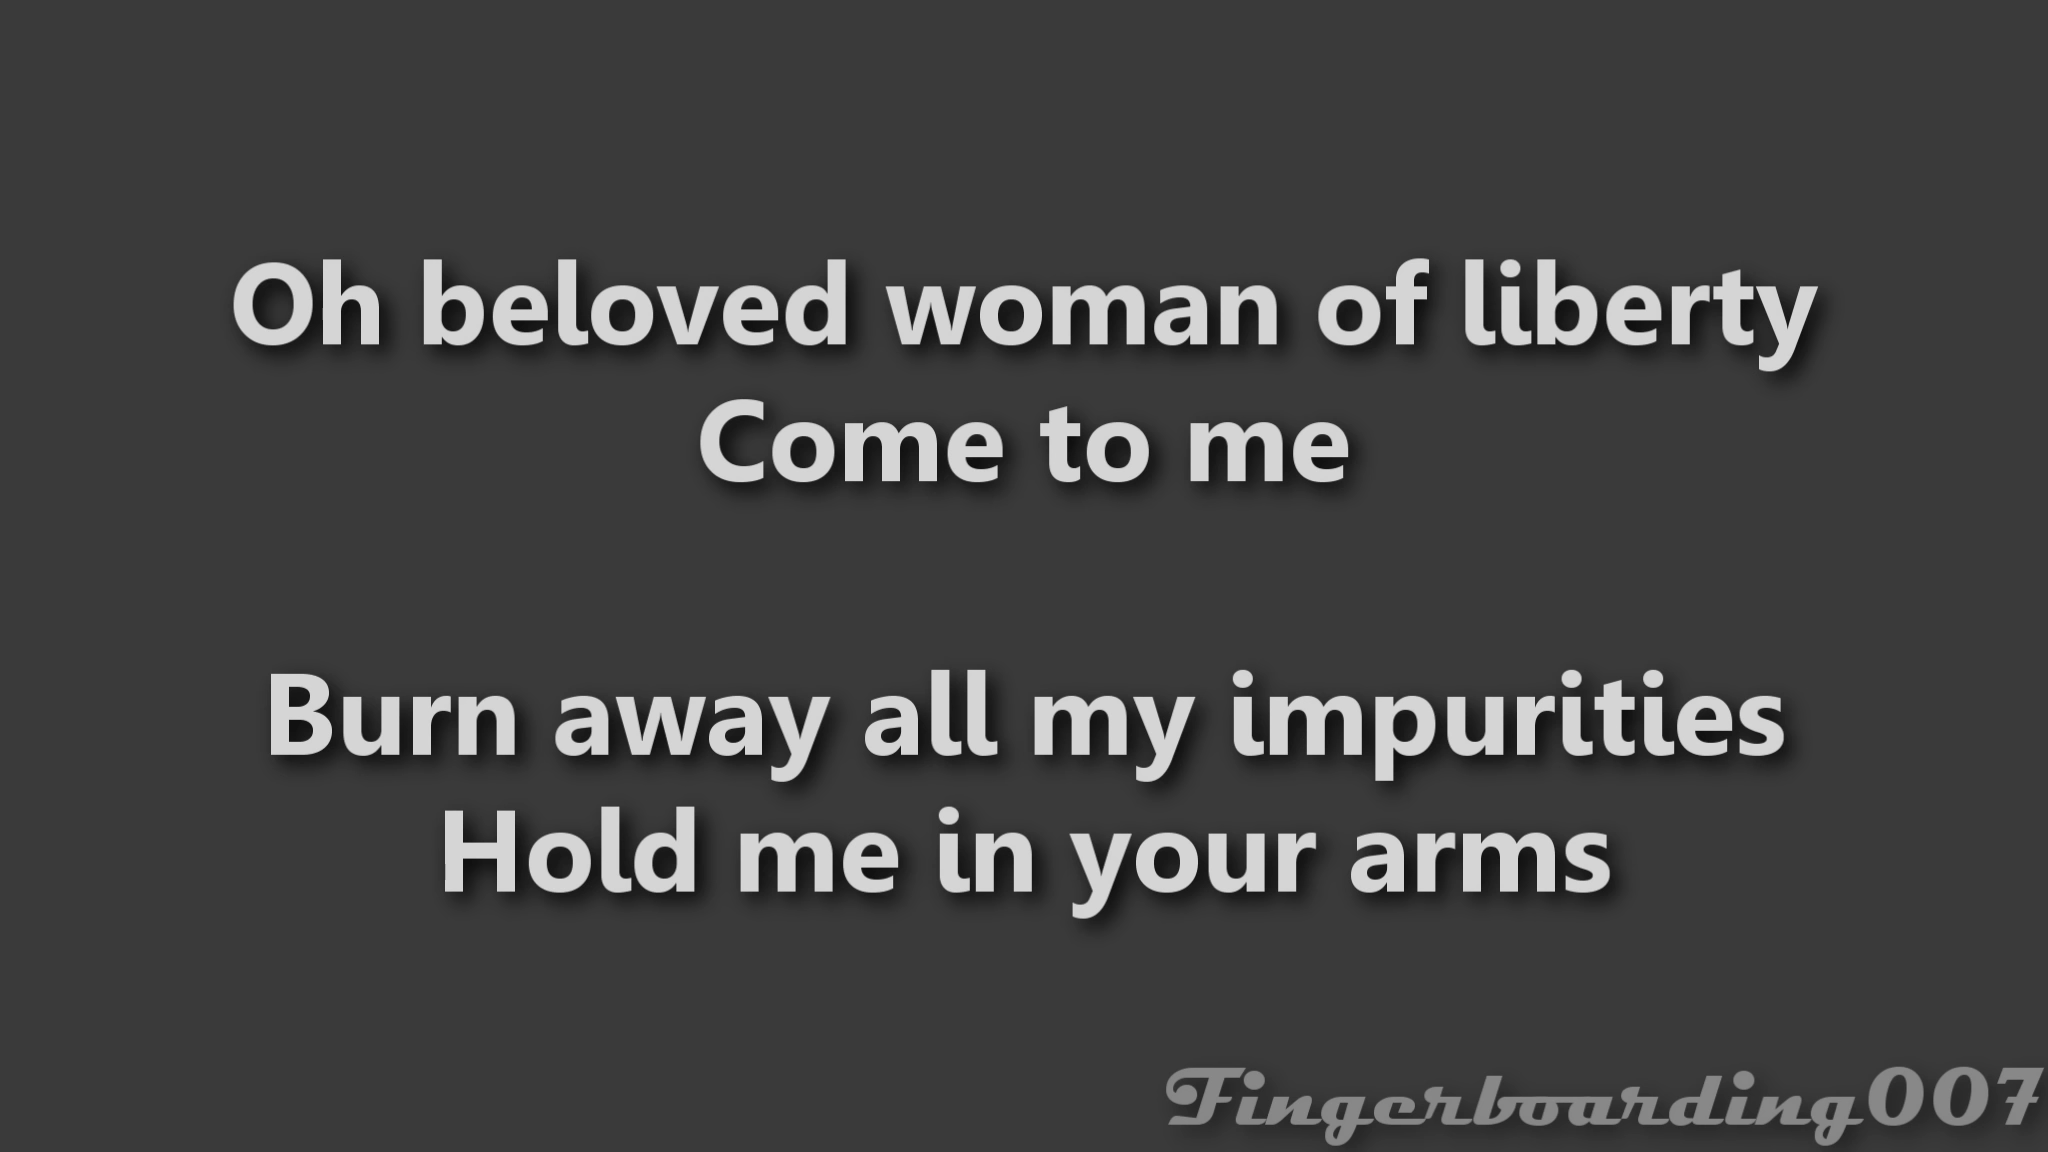 Oh beloved woman of liberty
Come to me
Burn away all my impurities
Hold me in your arms
Fingerboarding007